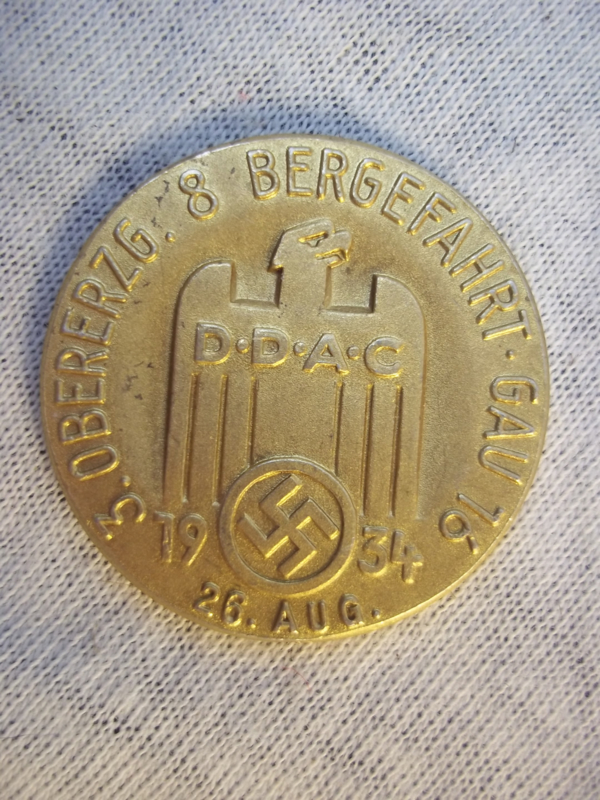 3. OBERERZG. 8 BERGEFAHRT · GAU 16
D·D·A·C
19 34
26. AUG.